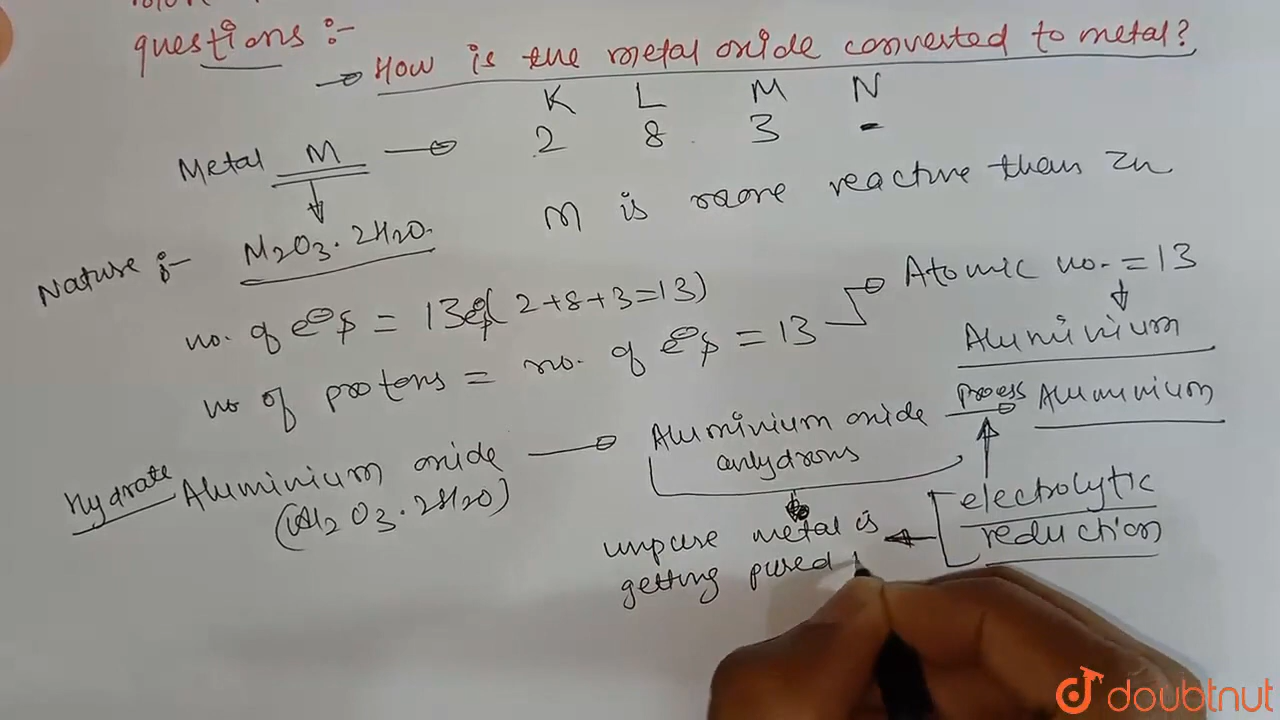 questions :-
→ How is the metal oxide converted to metal?
K L M N
Metal M → 2 8 3 -
M is more reactive than Zn
Nature :- M2O3.2H2O.
no. of e⊖s = 13e⊖s( 2+8+3=13)
no of protons = no. of e⊖s = 13 → Atomic no. = 13
Aluminium
Hydrate Aluminium oxide → Aluminium oxide process → Aluminium
(Al2O3.2H2O)
anhydrous
electrolytic
reduction
unpure metal is
getting pured
doubtnut